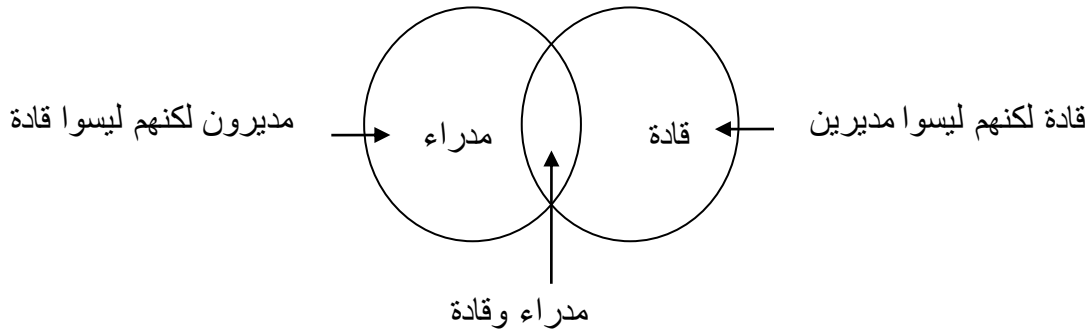 قادة لكنهم ليسوا مديرين
قادة
مدراء
مديرون لكنهم ليسوا قادة
مدراء وقادة